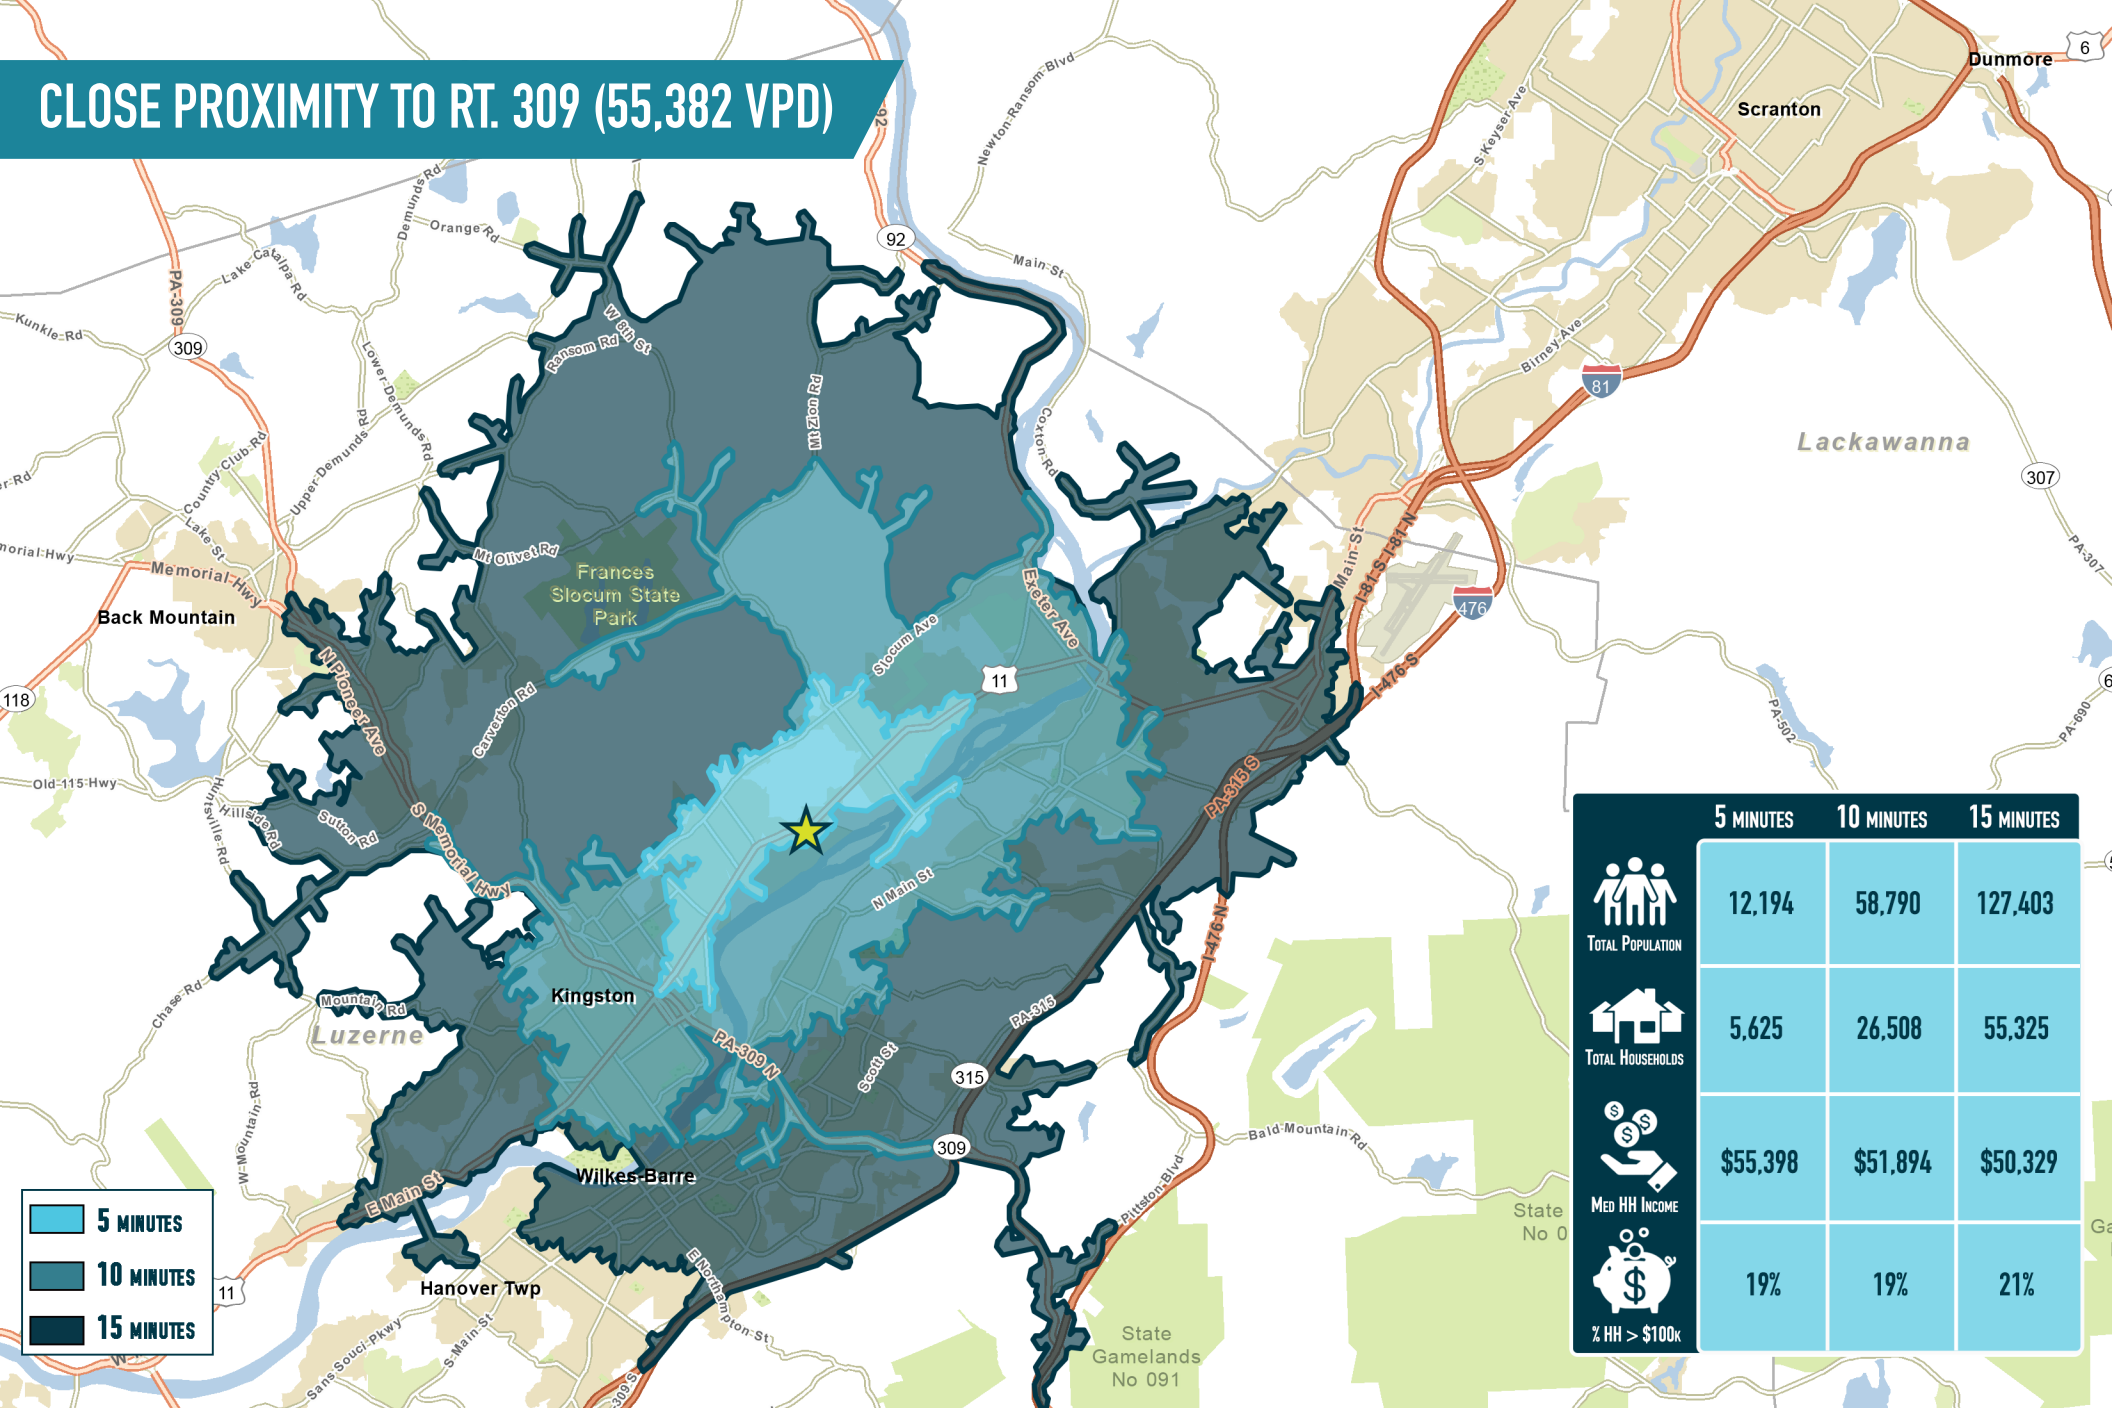 CLOSE PROXIMITY TO RT. 309 (55,382 VPD)
92
Newton-Ransom Blvd
S Keyser Ave
Dunmore
6
Scranton
Demunds Rd
Orange Rd
92
Main St
Lake Catalpa Rd
PA-309
Kunkle Rd
309
W 8th St
Ransom Rd
Lower Demunds Rd
Birney Ave
81
Mt Zion Rd
Coxton Rd
Lackawanna
307
Country Club Rd
Upper Demunds Rd
Lake St
Mt Olivet Rd
Frances
Slocum State
Park
Main St
I-81 S
I-81 N
PA-307
Memorial Hwy
Exeter Ave
476
Back Mountain
Slocum Ave
118
N Pioneer Ave
11
I-476 S
Carverton Rd
PA-502
PA-690
Old 115 Hwy
Huntsville Rd
Hillside Rd
Sutton Rd
S Memorial Hwy
PA-315 S
N Main St
I-476 N
Chase Rd
Mountain Rd
Kingston
Luzerne
PA-315
PA-309 N
Scott St
315
W Mountain Rd
309
Bald Mountain Rd
Wilkes-Barre
E Main St
Pittston Blvd
State
No 0
Hanover Twp
E Northampton St
11
S Main St
Sans Souci Pkwy
309 S
State
Gamelands
No 091
5 MINUTES
10 MINUTES
15 MINUTES
5 MINUTES 10 MINUTES 15 MINUTES
TOTAL POPULATION 12,194 58,790 127,403
TOTAL HOUSEHOLDS 5,625 26,508 55,325
MED HH INCOME $55,398 $51,894 $50,329
% HH > $100K 19% 19% 21%